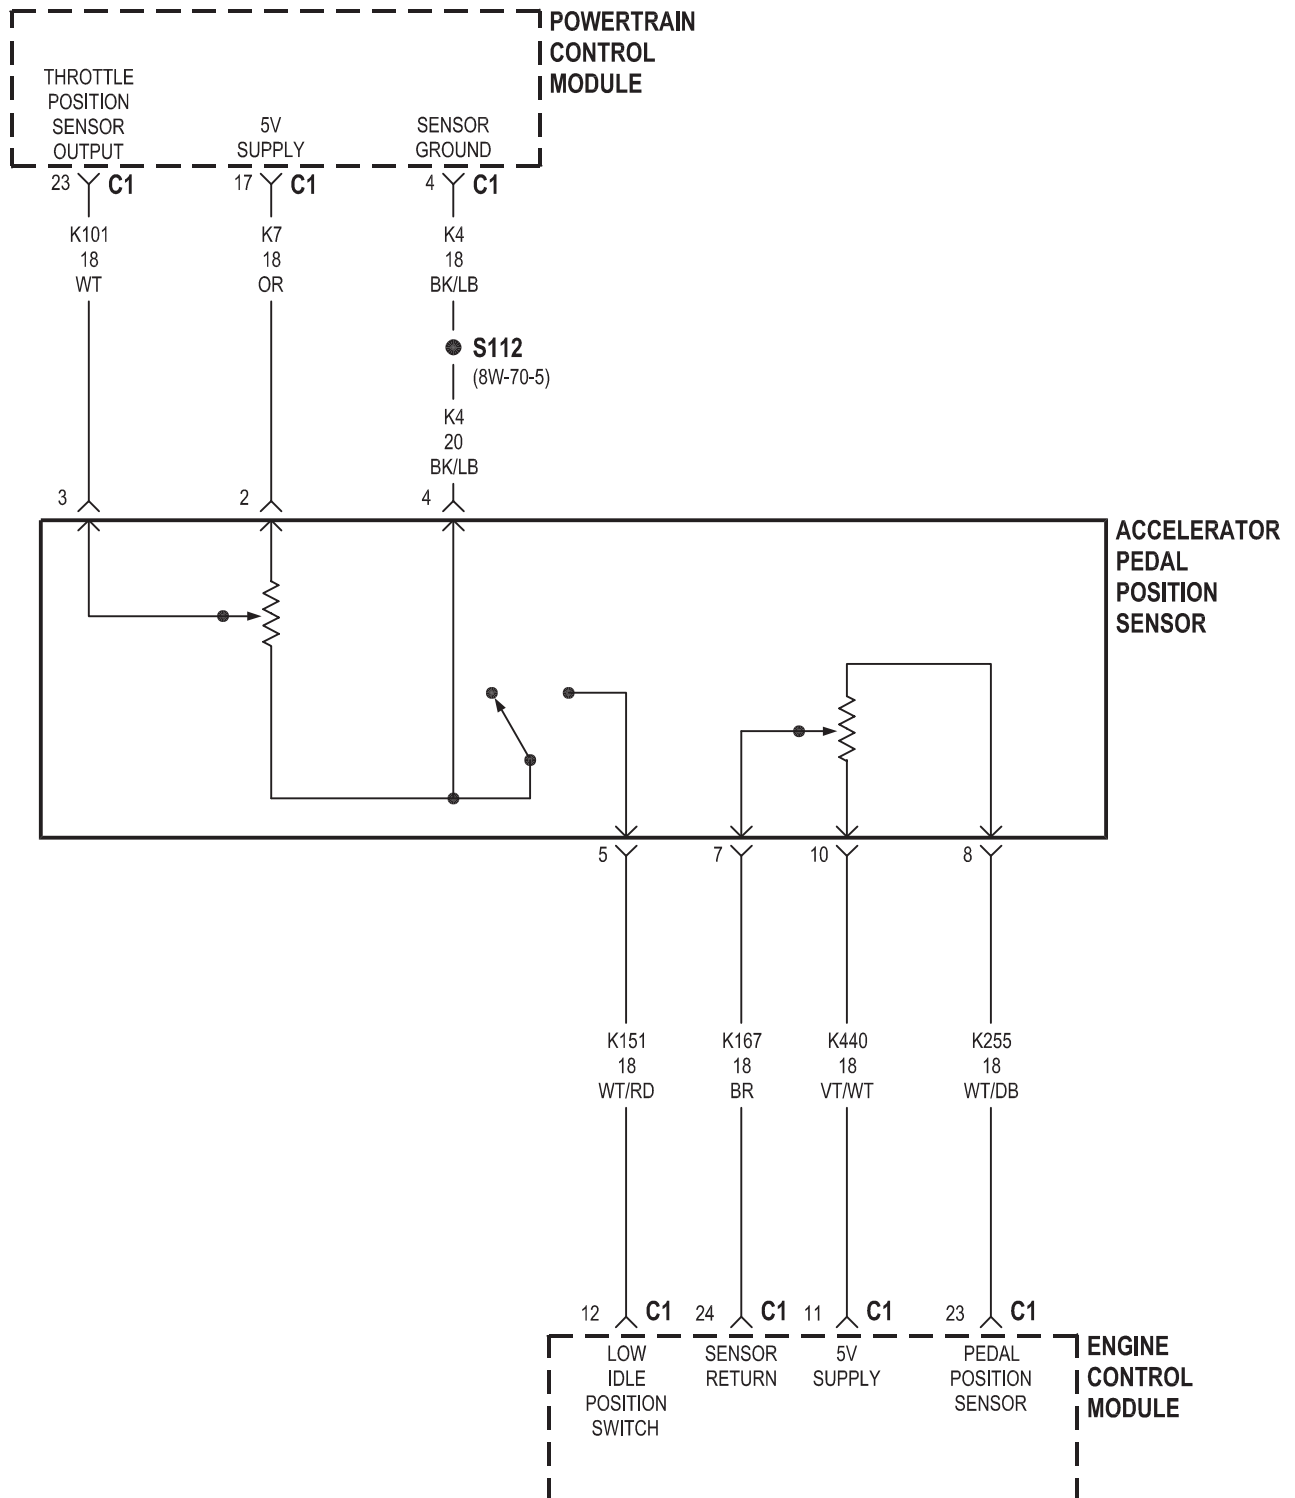 POWERTRAIN
CONTROL
MODULE
THROTTLE
POSITION
SENSOR
OUTPUT
5V
SUPPLY
SENSOR
GROUND
23 C1
17 C1
4 C1
K101
18
WT
K7
18
OR
K4
18
BK/LB
S112
(8W-70-5)
K4
20
BK/LB
3
2
4
ACCELERATOR
PEDAL
POSITION
SENSOR
5
7
10
8
K151
18
WT/RD
K167
18
BR
K440
18
VT/WT
K255
18
WT/DB
12 C1
24 C1
11 C1
23 C1
LOW
IDLE
POSITION
SWITCH
SENSOR
RETURN
5V
SUPPLY
PEDAL
POSITION
SENSOR
ENGINE
CONTROL
MODULE